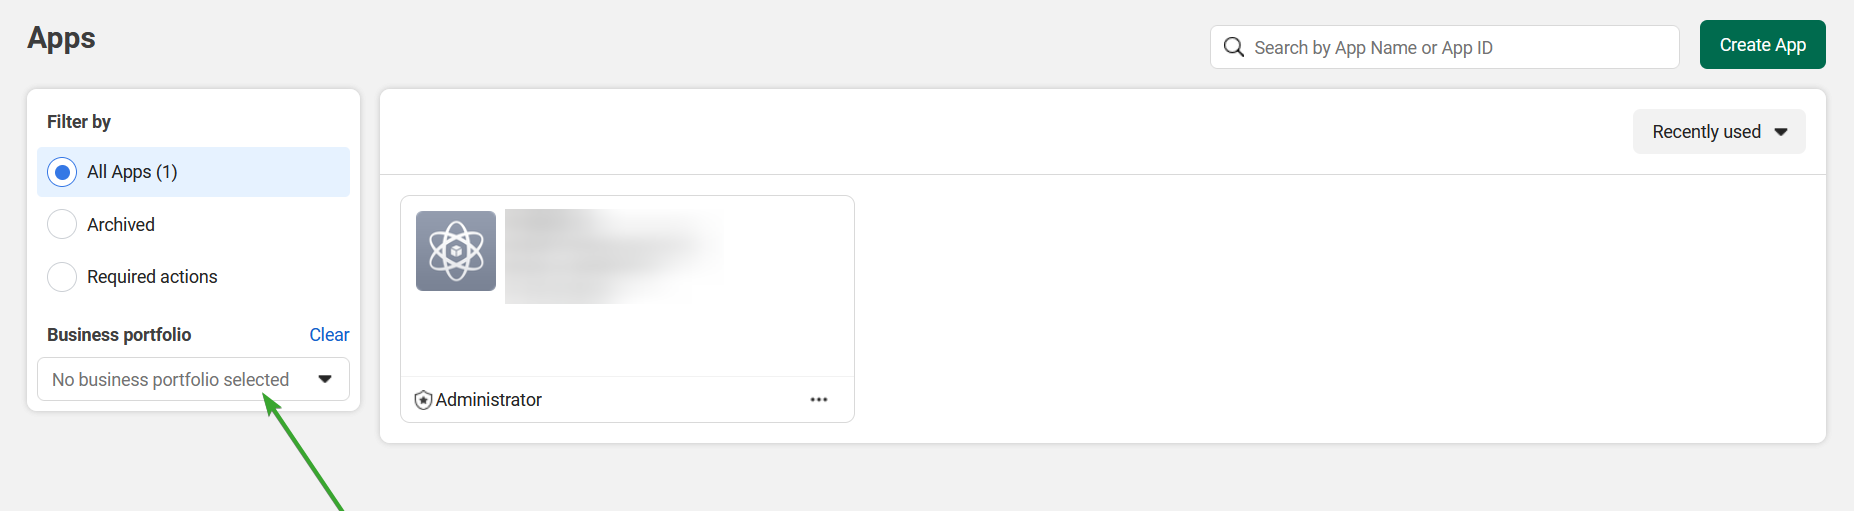 Apps
Search by App Name or App ID
Create App
Filter by
All Apps (1)
Archived
Required actions
Business portfolio
Clear
No business portfolio selected
Recently used
Administrator